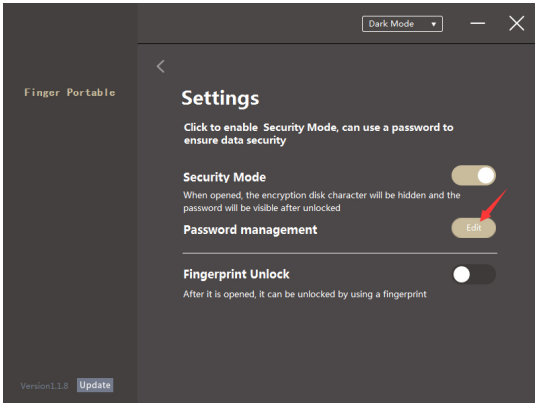 Dark Mode
Finger Portable
Settings
Click to enable Security Mode, can use a password to
ensure data security
Security Mode
When opened, the encryption disk character will be hidden and the
password will be visible after unlocked
Password management
Edit
Fingerprint Unlock
After it is opened, it can be unlocked by using a fingerprint
Version1.1.8 Update